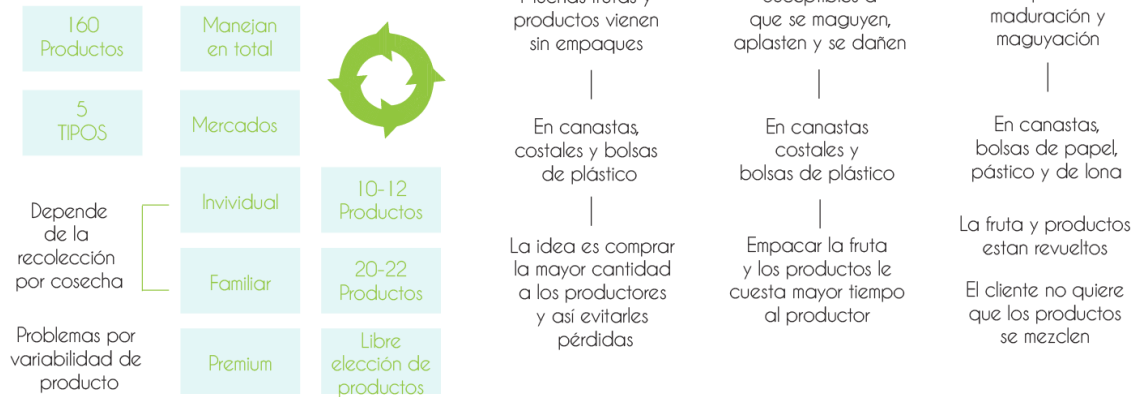 160
Productos
Manejan
en total
5
TIPOS
Mercados
Depende
de la
recolección
por cosecha
Invividual
10-12
Productos
Familiar
20-22
Productos
Problemas por
variabilidad de
producto
Premium
Libre
elección de
productos
Muchas frutas y
productos vienen
sin empaques
En canastas,
costales y bolsas
de plástico
La idea es comprar
la mayor cantidad
a los productores
y así evitarles
pérdidas
susceptibles a
que se maguyen,
aplasten y se dañen
En canastas
costales y
bolsas de plástico
Empacar la fruta
y los productos le
cuesta mayor tiempo
al productor
maduración y
maguyación
En canastas,
bolsas de papel,
pástico y de lona
La fruta y productos
estan revueltos
El cliente no quiere
que los productos
se mezclen